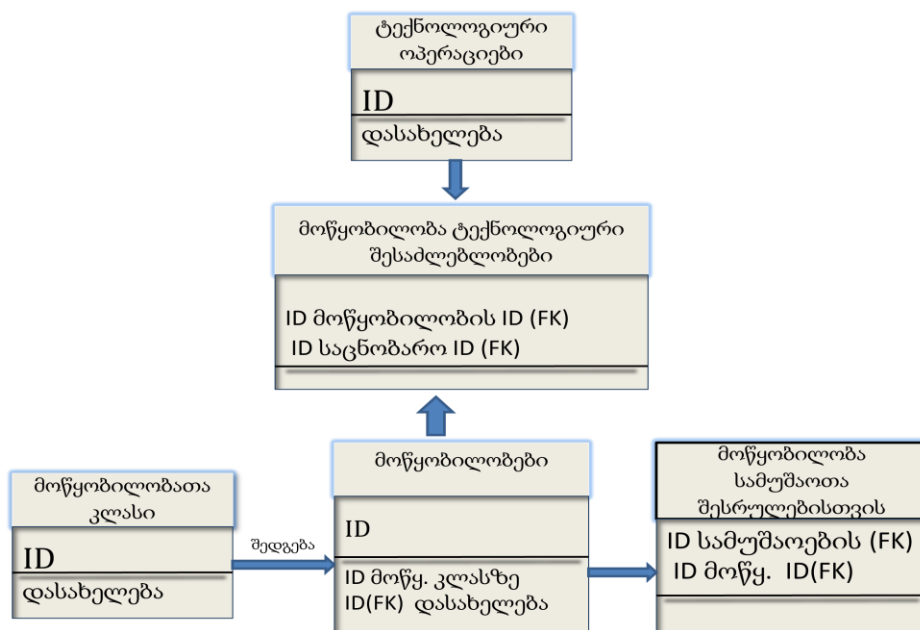 ტექნოლოგიური
ოპერაციები
ID
დასახელება
მოწყობილობა ტექნოლოგიური
შესაძლებლობები
ID მოწყობილობის ID (FK)
ID საცნობარო ID (FK)
მოწყობილობათა
კლასი
ID
დასახელება
შედგება
მოწყობილობები
ID
ID მოწყ. კლასზე
ID(FK) დასახელება
მოწყობილობა
სამუშაოთა
შესრულებისთვის
ID სამუშაოების (FK)
ID მოწყ. ID(FK)